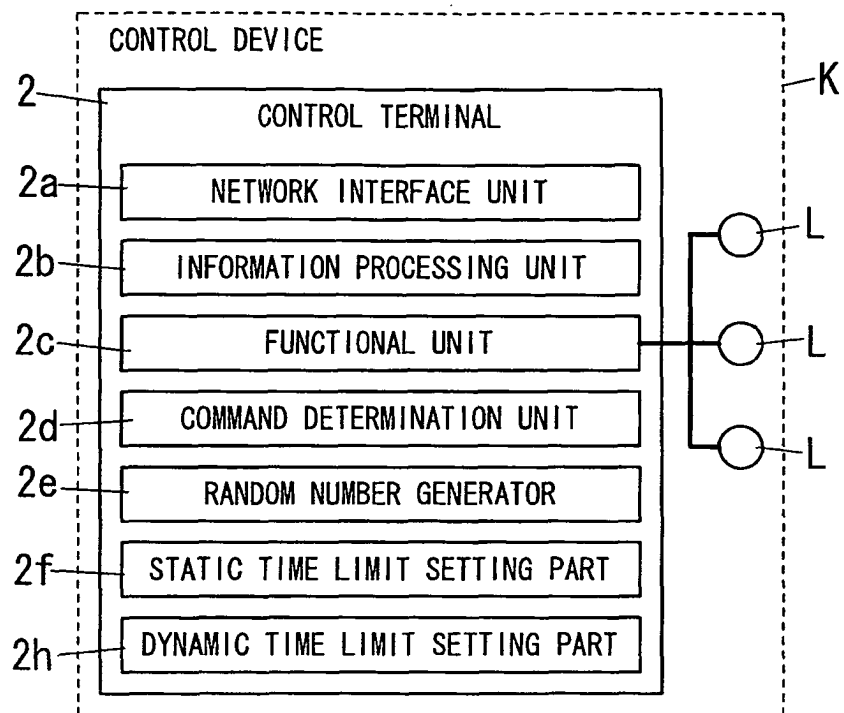 CONTROL DEVICE
K
2
CONTROL TERMINAL
2a
NETWORK INTERFACE UNIT
L
2b
INFORMATION PROCESSING UNIT
2c
FUNCTIONAL UNIT
L
2d
COMMAND DETERMINATION UNIT
L
2e
RANDOM NUMBER GENERATOR
2f
STATIC TIME LIMIT SETTING PART
2h
DYNAMIC TIME LIMIT SETTING PART